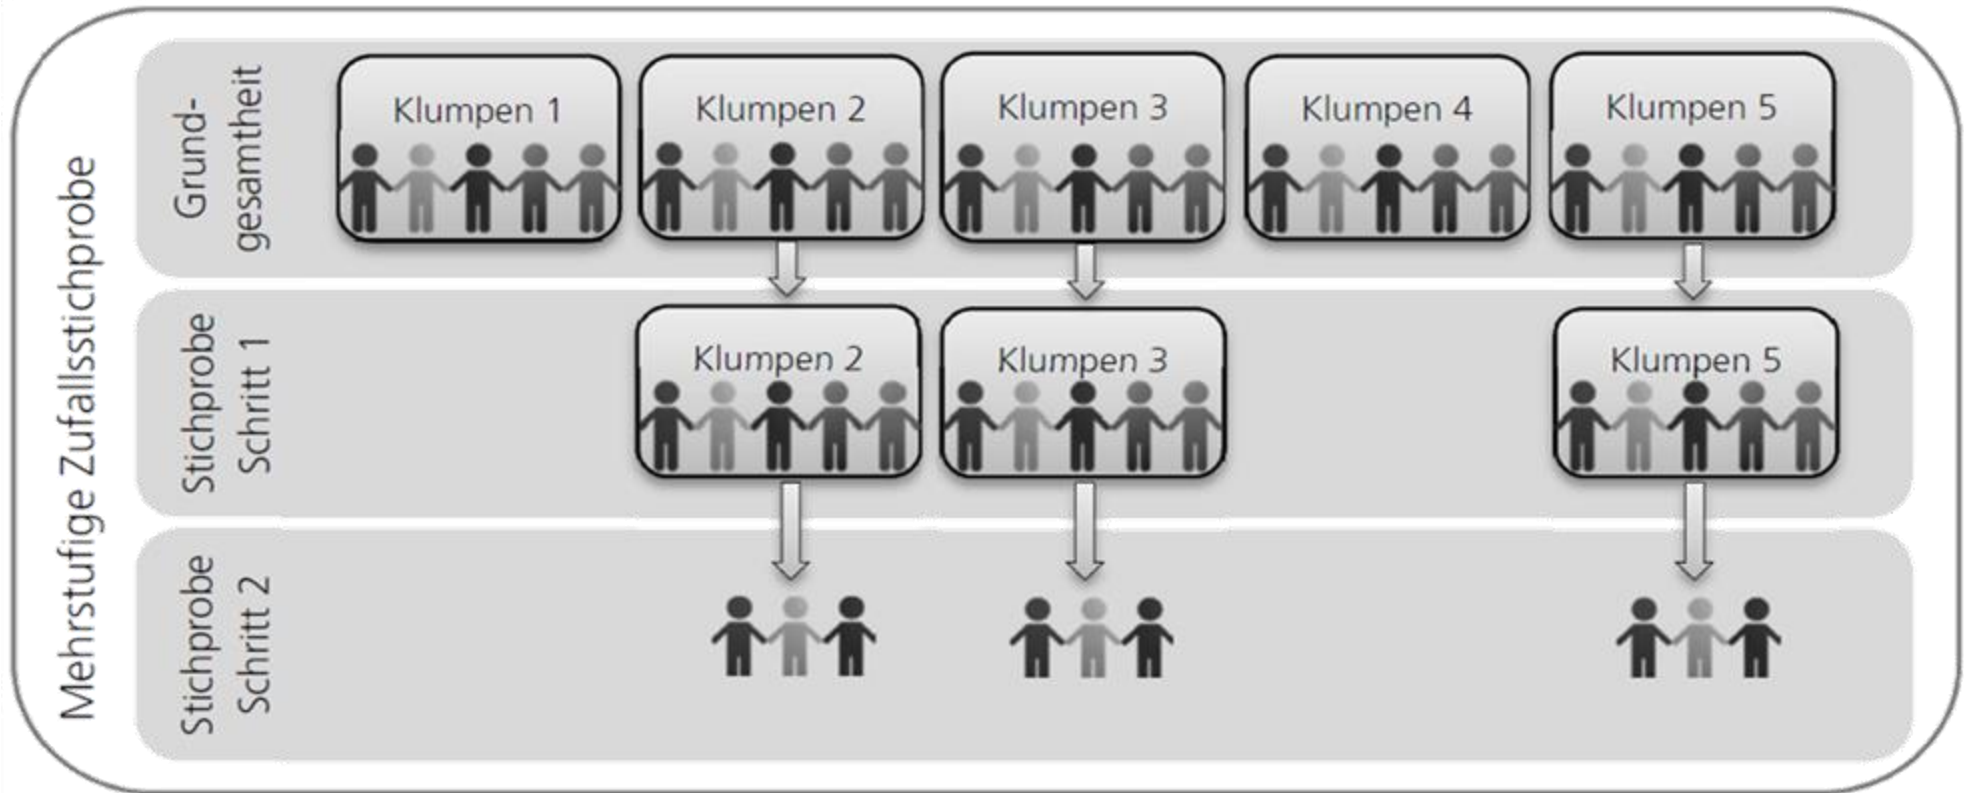 Mehrstufige Zufallsstichprobe
Grund-
gesamtheit
Klumpen 1
Klumpen 2
Klumpen 3
Klumpen 4
Klumpen 5
Stichprobe
Schritt 1
Klumpen 2
Klumpen 3
Klumpen 5
Stichprobe
Schritt 2